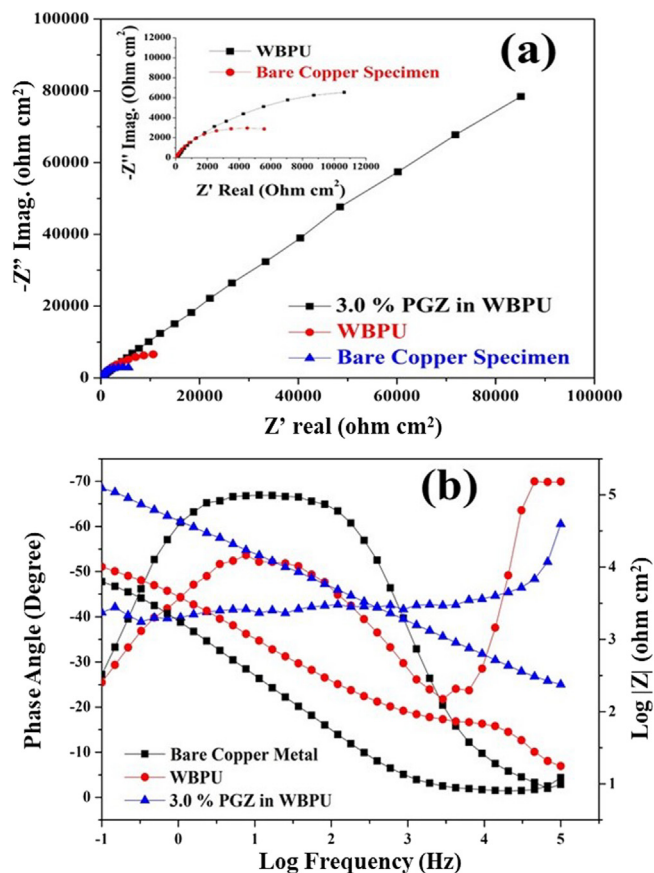 (a)
-Z'' Imag. (ohm cm²)
80000
60000
40000
20000
0
0
20000
40000
60000
80000
100000
Z' real (ohm cm²)
3.0 % PGZ in WBPU
WBPU
Bare Copper Specimen
-Z'' Imag. (Ohm cm²)
12000
10000
8000
6000
4000
2000
0
0
2000
4000
6000
8000
10000
12000
Z' Real (Ohm cm²)
WBPU
Bare Copper Specimen
(b)
Phase Angle (Degree)
-70
-60
-50
-40
-30
-20
-10
0
Log |Z| (ohm cm²)
5
4
3
2
1
-1
0
1
2
3
4
5
Log Frequency (Hz)
Bare Copper Metal
WBPU
3.0 % PGZ in WBPU